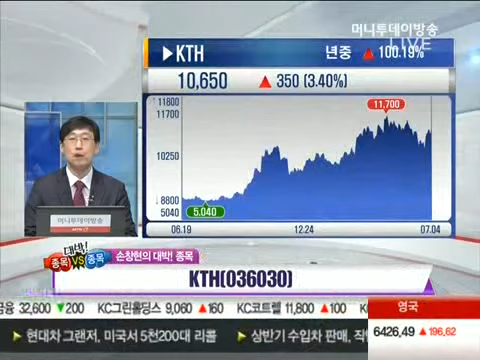 머니투데이방송
LIVE
▶KTH
년중 ▲ 100.19%
10,650 ▲ 350 (3.40%)
11800
11700
10250
8800
5040
11,700
5,040
06.19 12.24 07.04
머니투데이방송
대박!
종목 VS 종목
손창현의 대박! 종목
KTH(036030)
금융 32,600 ▼200 KC그린홀딩스 9,060 ▲160 KC코트렐 11,800 ▲100
영국
6426,49 ▲196,62
▶ 현대차 그랜저, 미국서 5천200대 리콜 ▶ 상반기 수입차 판매,